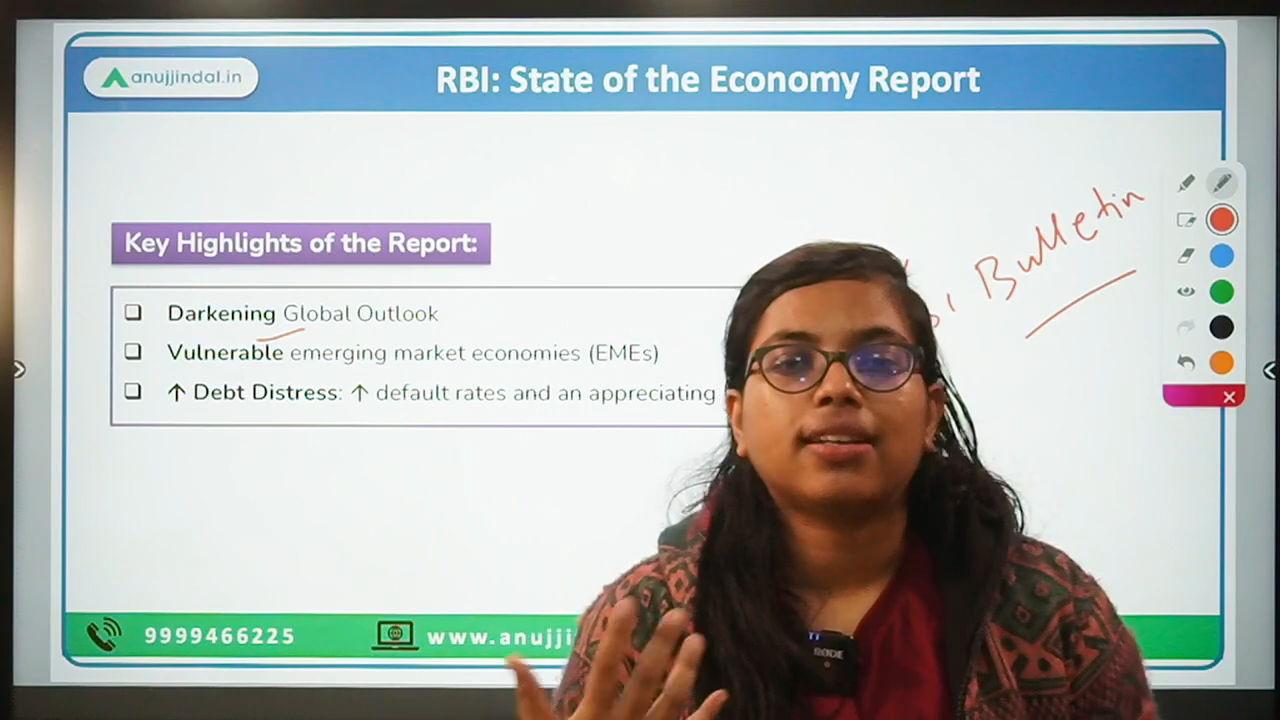 anujjindal.in
RBI: State of the Economy Report
Bulletin
Key Highlights of the Report:
❑ Darkening Global Outlook
❑ Vulnerable emerging market economies (EMEs)
❑ ↑ Debt Distress: ↑ default rates and an appreciating
9999466225
www.anujji
RODE